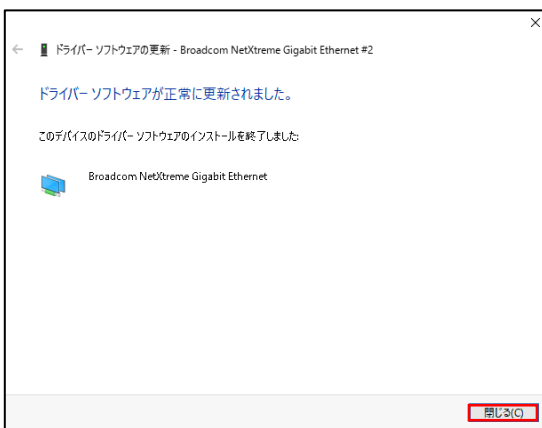 ドライバー ソフトウェアの更新 - Broadcom NetXtreme Gigabit Ethernet #2
ドライバー ソフトウェアが正常に更新されました。
このデバイスのドライバー ソフトウェアのインストールを終了しました:
Broadcom NetXtreme Gigabit Ethernet
閉じる(C)